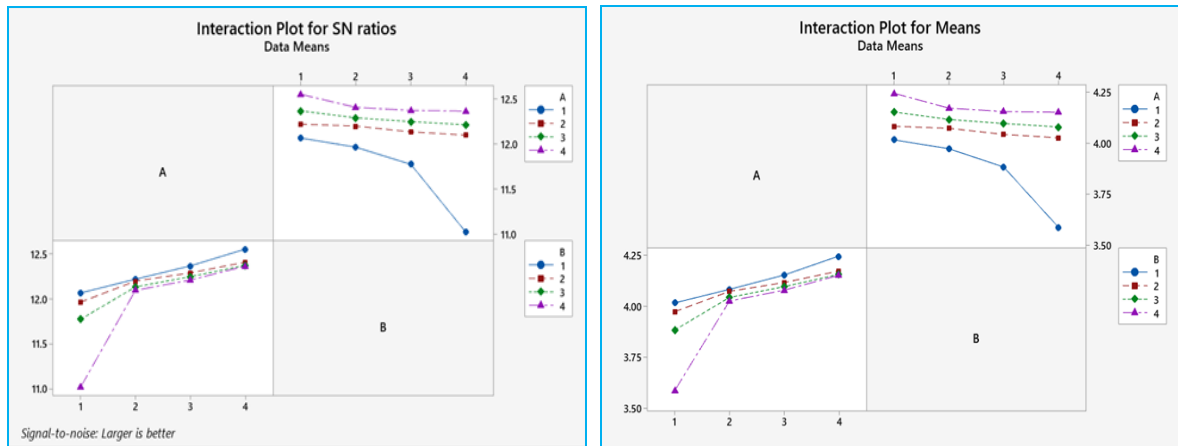 Interaction Plot for SN ratios
Data Means
1 2 3 4
12.5
12.0
11.5
11.0
A
1
2
3
4
A
12.5
12.0
11.5
11.0
B
1
2
3
4
B
1 2 3 4
Signal-to-noise: Larger is better
Interaction Plot for Means
Data Means
1 2 3 4
4.25
4.00
3.75
3.50
A
1
2
3
4
A
4.25
4.00
3.75
3.50
B
1
2
3
4
B
1 2 3 4